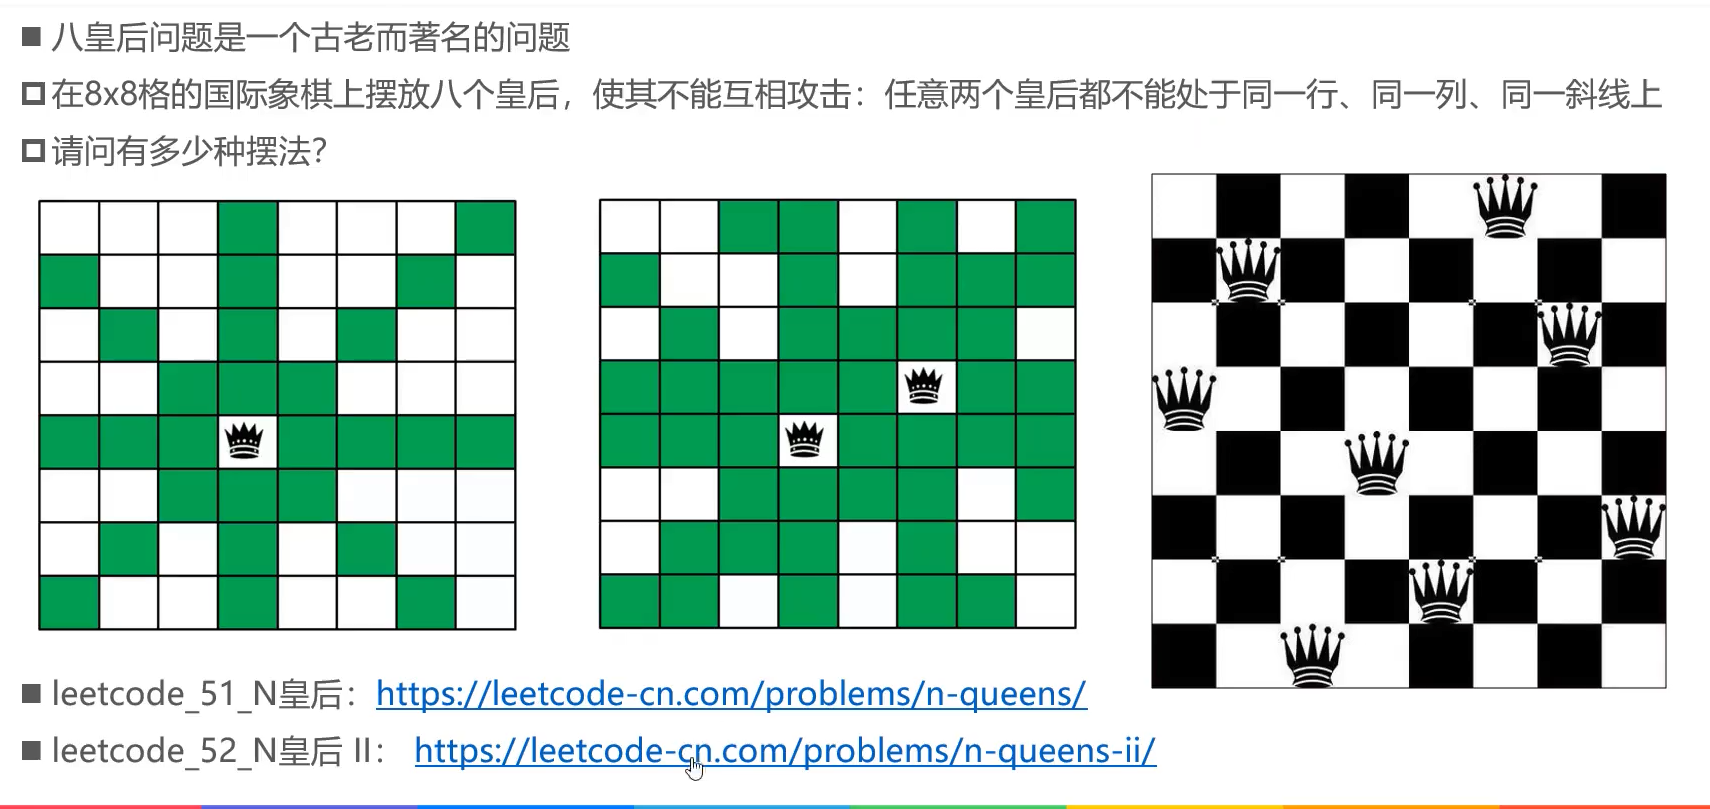 八皇后问题是一个古老而著名的问题
在8x8格的国际象棋上摆放八个皇后，使其不能互相攻击：任意两个皇后都不能处于同一行、同一列、同一斜线上
请问有多少种摆法？
leetcode_51_N皇后：https://leetcode-cn.com/problems/n-queens/
leetcode_52_N皇后 II： https://leetcode-cn.com/problems/n-queens-ii/